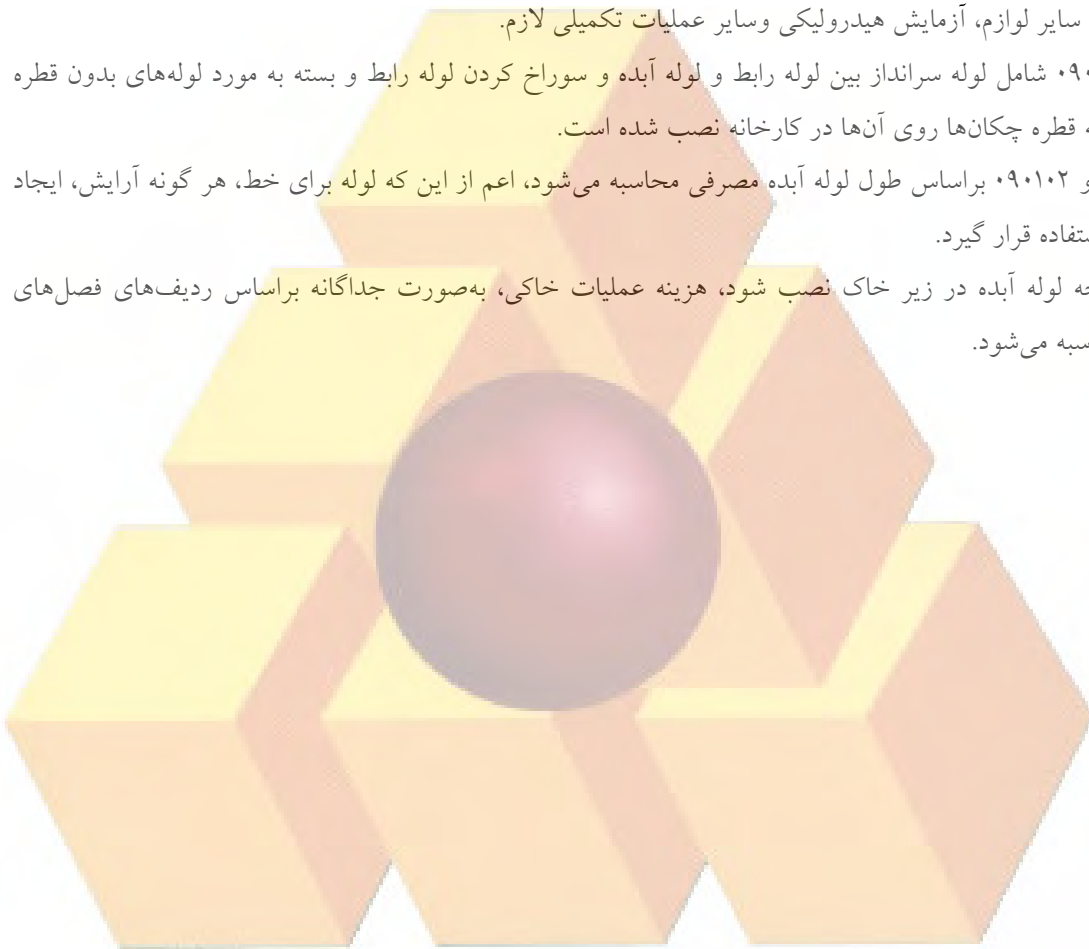 سایر لوازم، آزمایش هیدرولیکی وسایر عملیات تکمیلی لازم.
شامل لوله سرانداز بین لوله رابط و لوله آبده و سوراخ کردن لوله رابط و بسته به مورد لوله‌های بدون قطره
قطره چکان‌ها روی آن‌ها در کارخانه نصب شده است.
و ۰۹۰۱۰۲ براساس طول لوله آبده مصرفی محاسبه می‌شود، اعم از این که لوله برای خط، هر گونه آرایش، ایجاد
قرار گیرد.
لوله آبده در زیر خاک نصب شود، هزینه عملیات خاکی، به‌صورت جداگانه براساس ردیف‌های فصل‌های
می‌شود.